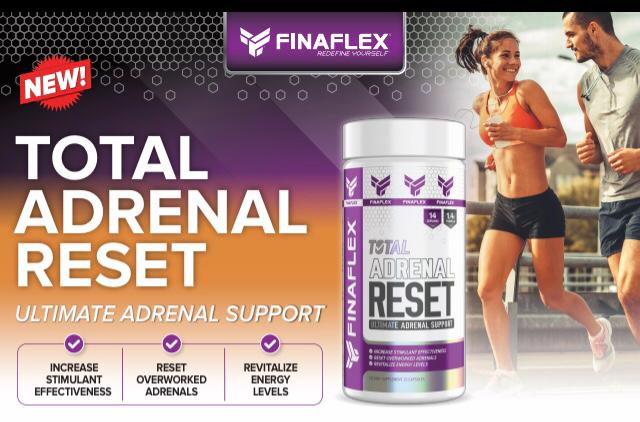 FINAFLEX
REDEFINE YOURSELF
NEW!
TOTAL
ADRENAL
RESET
ULTIMATE ADRENAL SUPPORT
INCREASE
STIMULANT
EFFECTIVENESS
RESET
OVERWORKED
ADRENALS
REVITALIZE
ENERGY
LEVELS
FINAFLEX
FINAFLEX
FINAFLEX
FINAFLEX
14
TOTAL
ADRENAL
RESET
ULTIMATE ADRENAL SUPPORT
INCREASE STIMULANT EFFECTIVENESS
RESET OVERWORKED ADRENALS
REVITALIZE ENERGY LEVELS